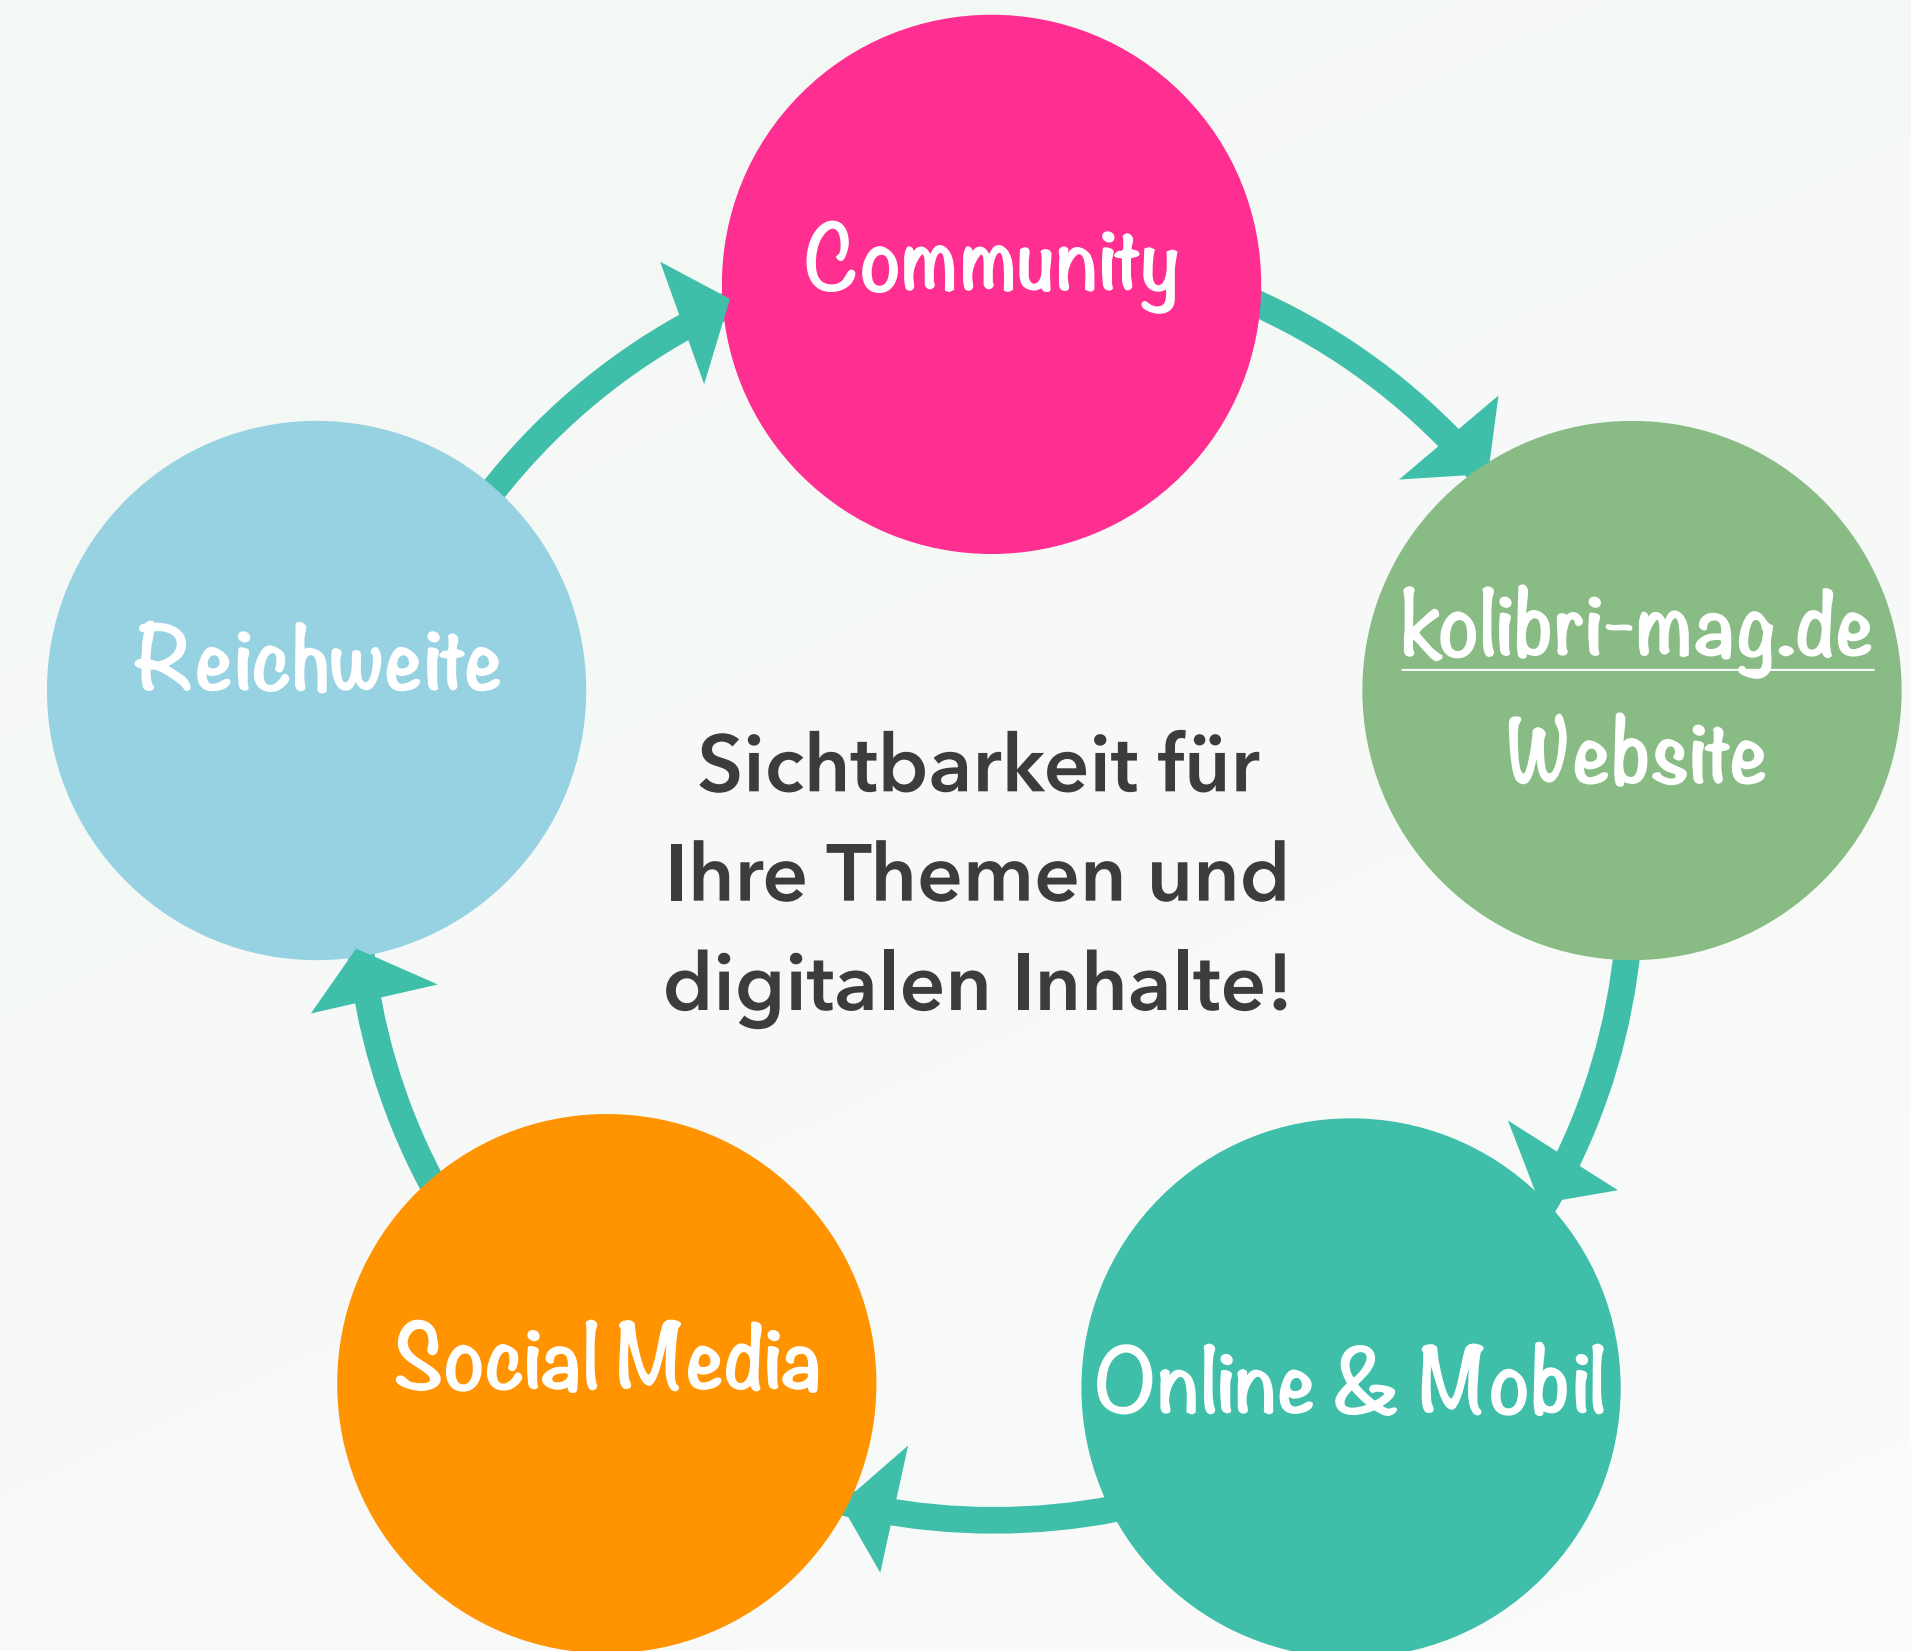 Community
kolibri-mag.de
Website
Reichweite
Sichtbarkeit für
Ihre Themen und
digitalen Inhalte!
Social Media
Online & Mobil